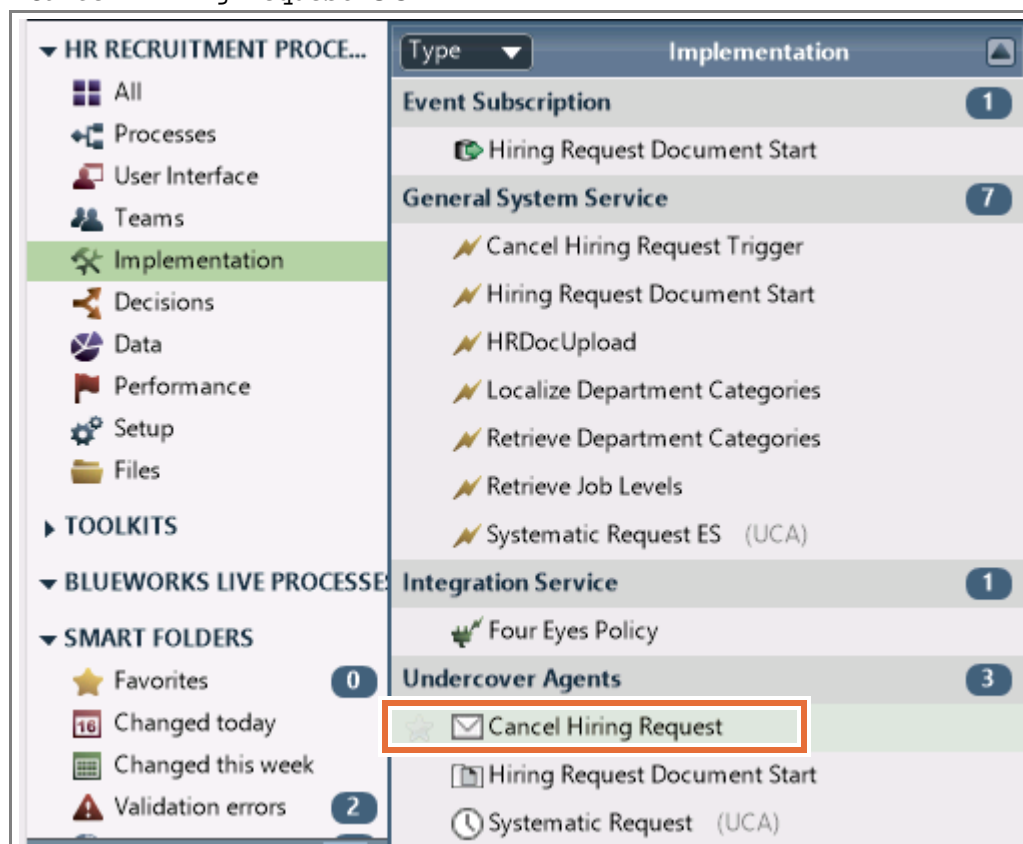 HR RECRUITMENT PROCE...
All
Processes
User Interface
Teams
Implementation
Decisions
Data
Performance
Setup
Files
TOOLKITS
BLUEWORKS LIVE PROCESSE
SMART FOLDERS
Favorites 0
16 Changed today
Changed this week
Validation errors 2
Type Implementation
Event Subscription 1
Hiring Request Document Start
General System Service 7
Cancel Hiring Request Trigger
Hiring Request Document Start
HRDocUpload
Localize Department Categories
Retrieve Department Categories
Retrieve Job Levels
Systematic Request ES (UCA)
Integration Service 1
Four Eyes Policy
Undercover Agents 3
Cancel Hiring Request
Hiring Request Document Start
Systematic Request (UCA)